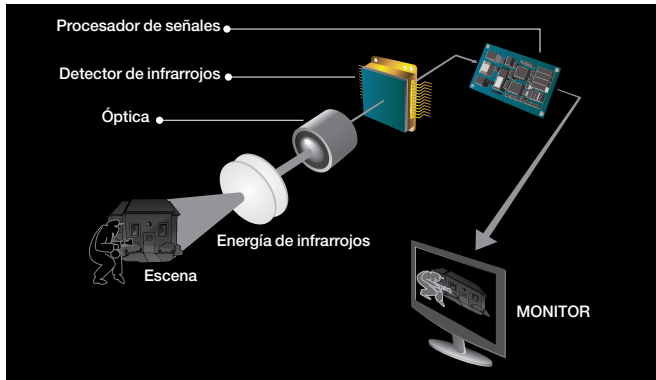 Procesador de señales
Detector de infrarrojos
Óptica
Energía de infrarrojos
Escena
MONITOR